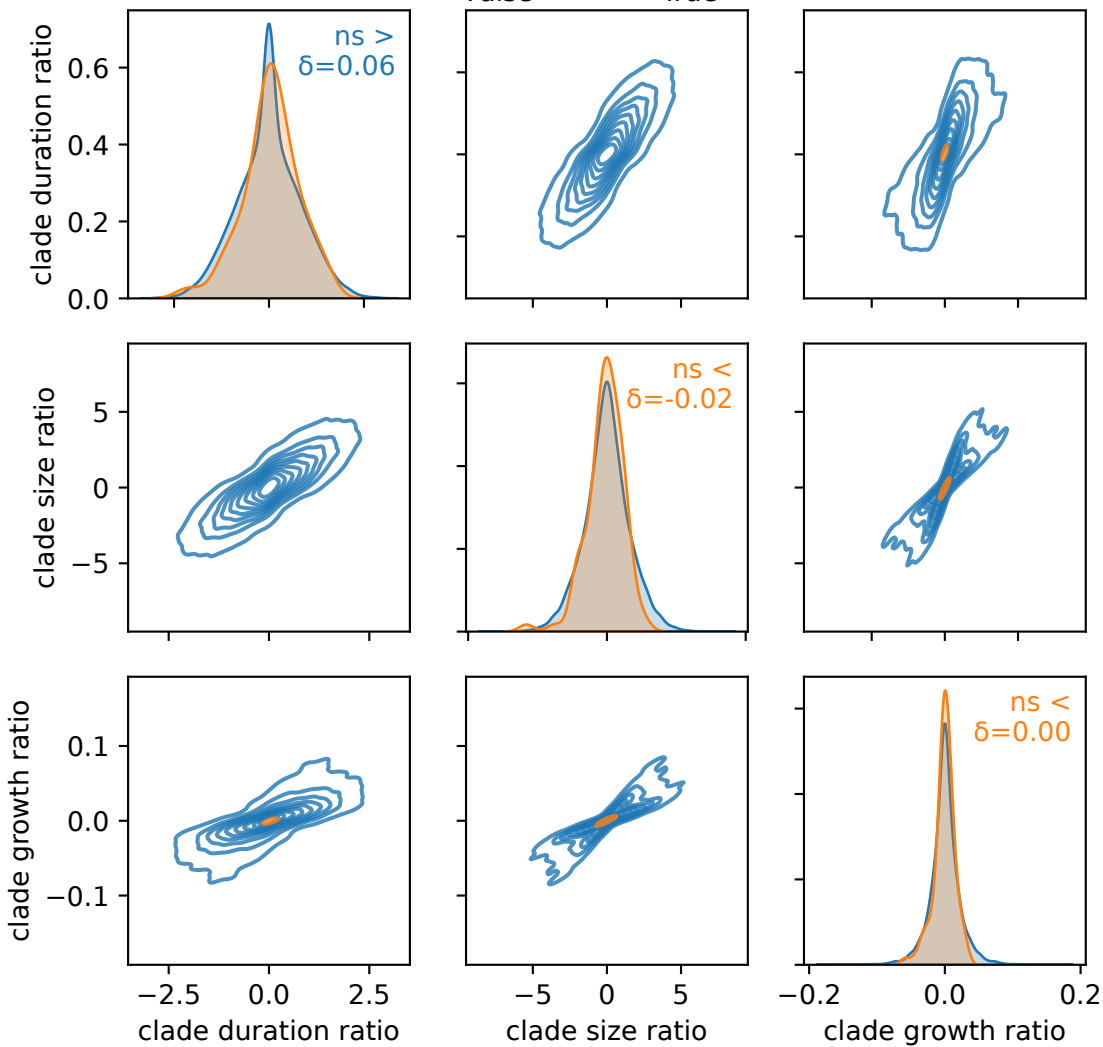 clade duration ratio
0.6
0.4
0.2
0.0
ns >
δ=0.06
clade size ratio
5
0
−5
ns <
δ=-0.02
clade growth ratio
0.1
0.0
−0.1
ns <
δ=0.00
−2.5 0.0 2.5
−5 0 5
−0.2 0.0 0.2
clade duration ratio
clade size ratio
clade growth ratio